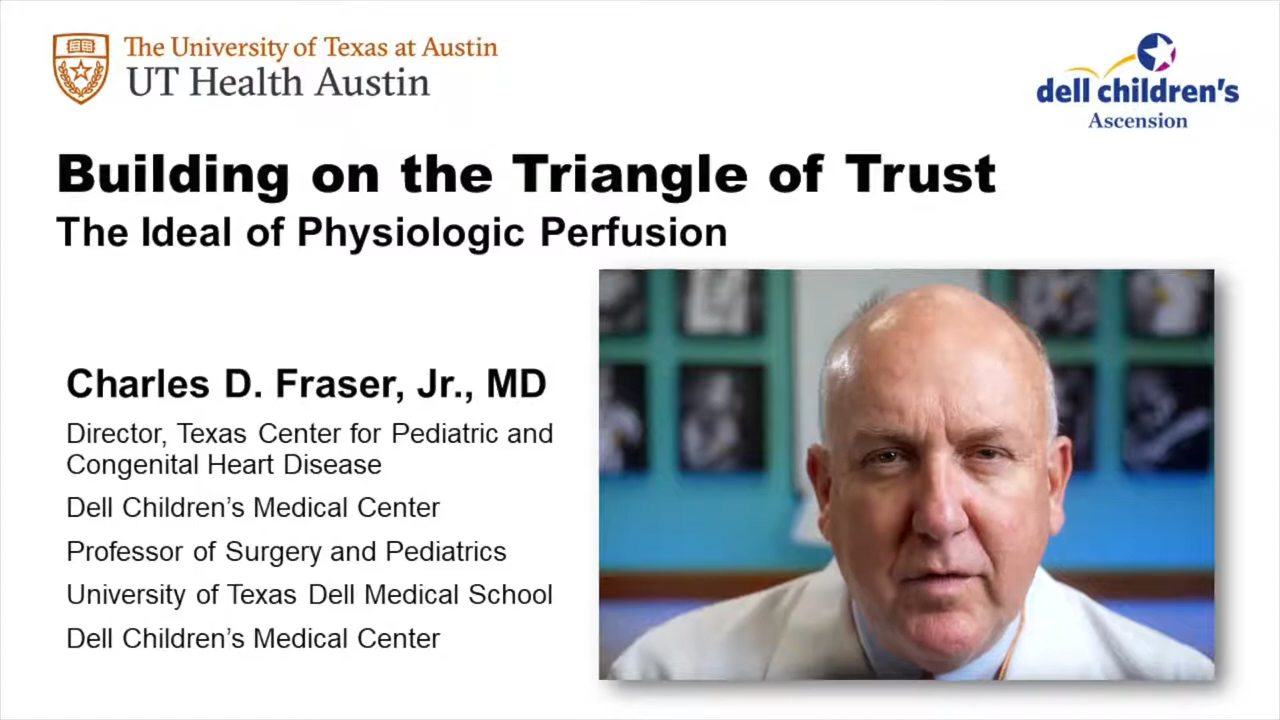 The University of Texas at Austin
UT Health Austin
dell children's
Ascension
Building on the Triangle of Trust
The Ideal of Physiologic Perfusion
Charles D. Fraser, Jr., MD
Director, Texas Center for Pediatric and
Congenital Heart Disease
Dell Children’s Medical Center
Professor of Surgery and Pediatrics
University of Texas Dell Medical School
Dell Children’s Medical Center